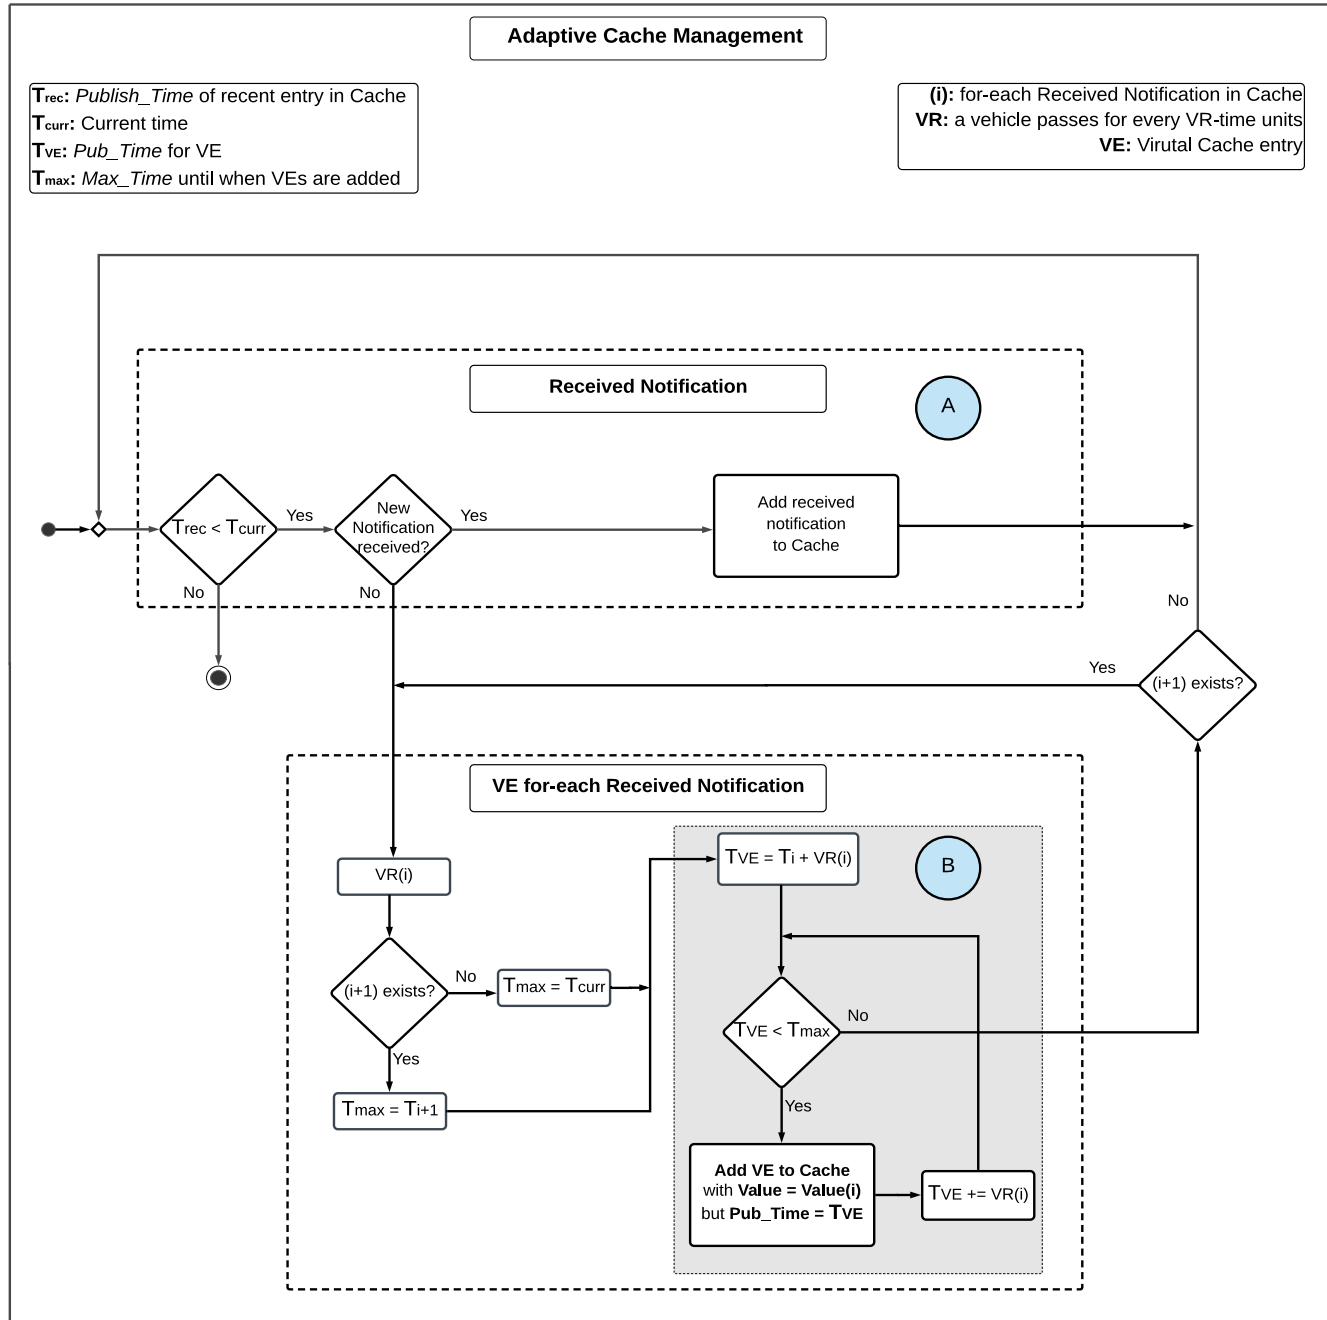 Adaptive Cache Management
Trec: Publish_Time of recent entry in Cache
Tcurr: Current time
TVE: Pub_Time for VE
Tmax: Max_Time until when VEs are added
(i): for-each Received Notification in Cache
VR: a vehicle passes for every VR-time units
VE: Virutal Cache entry
Received Notification
A
Trec < Tcurr
Yes
New
Notification
received?
Yes
Add received
notification
to Cache
No
No
No
Yes
(i+1) exists?
VE for-each Received Notification
VR(i)
TVE = Ti + VR(i)
B
(i+1) exists?
No
Tmax = Tcurr
Yes
Tmax = Ti+1
TVE < Tmax
No
Yes
Add VE to Cache
with Value = Value(i)
but Pub_Time = TVE
TVE += VR(i)